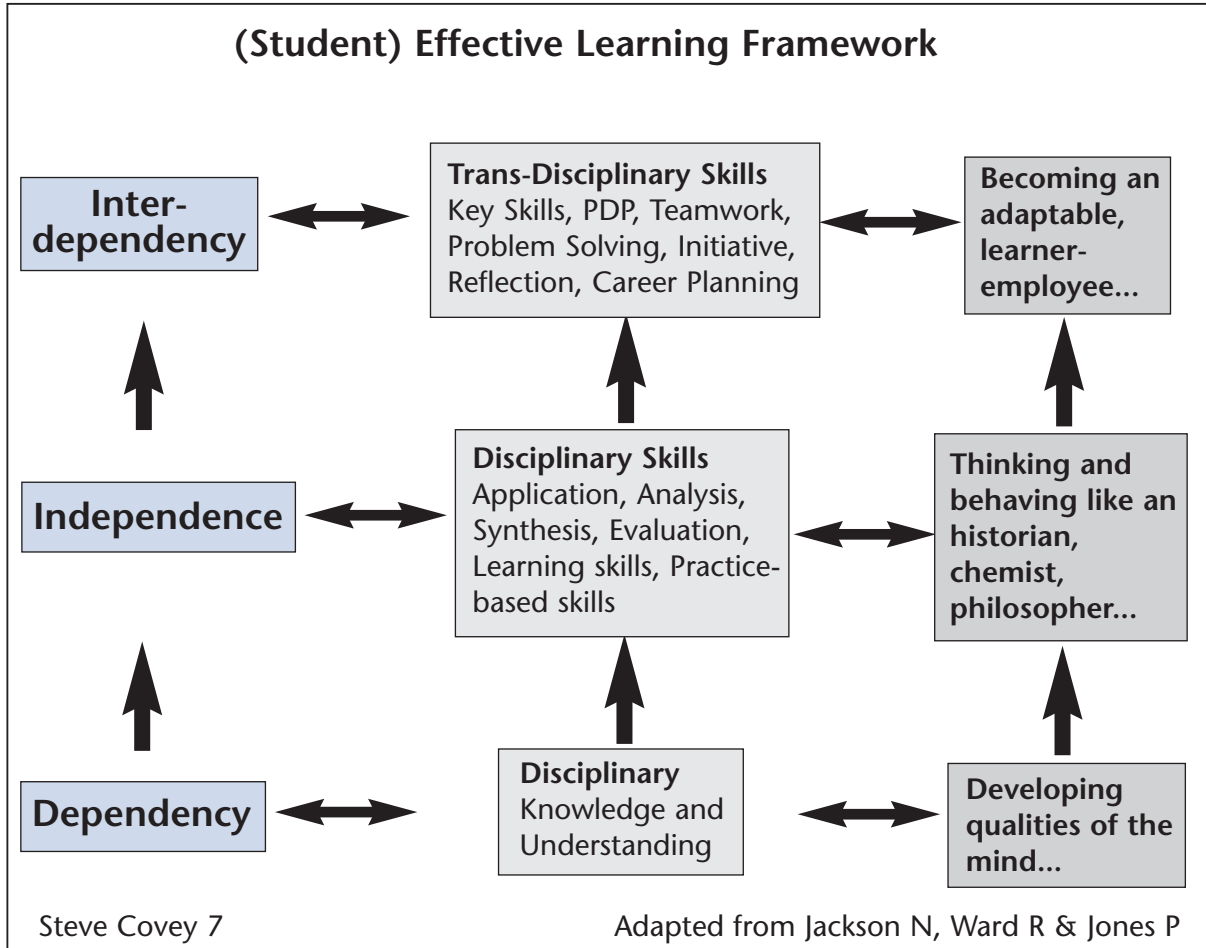 (Student) Effective Learning Framework
Inter-
dependency
Trans-Disciplinary Skills
Key Skills, PDP, Teamwork,
Problem Solving, Initiative,
Reflection, Career Planning
Becoming an
adaptable,
learner-
employee...
Independence
Disciplinary Skills
Application, Analysis,
Synthesis, Evaluation,
Learning skills, Practice-
based skills
Thinking and
behaving like an
historian,
chemist,
philosopher...
Dependency
Disciplinary
Knowledge and
Understanding
Developing
qualities of the
mind...
Steve Covey 7
Adapted from Jackson N, Ward R & Jones P